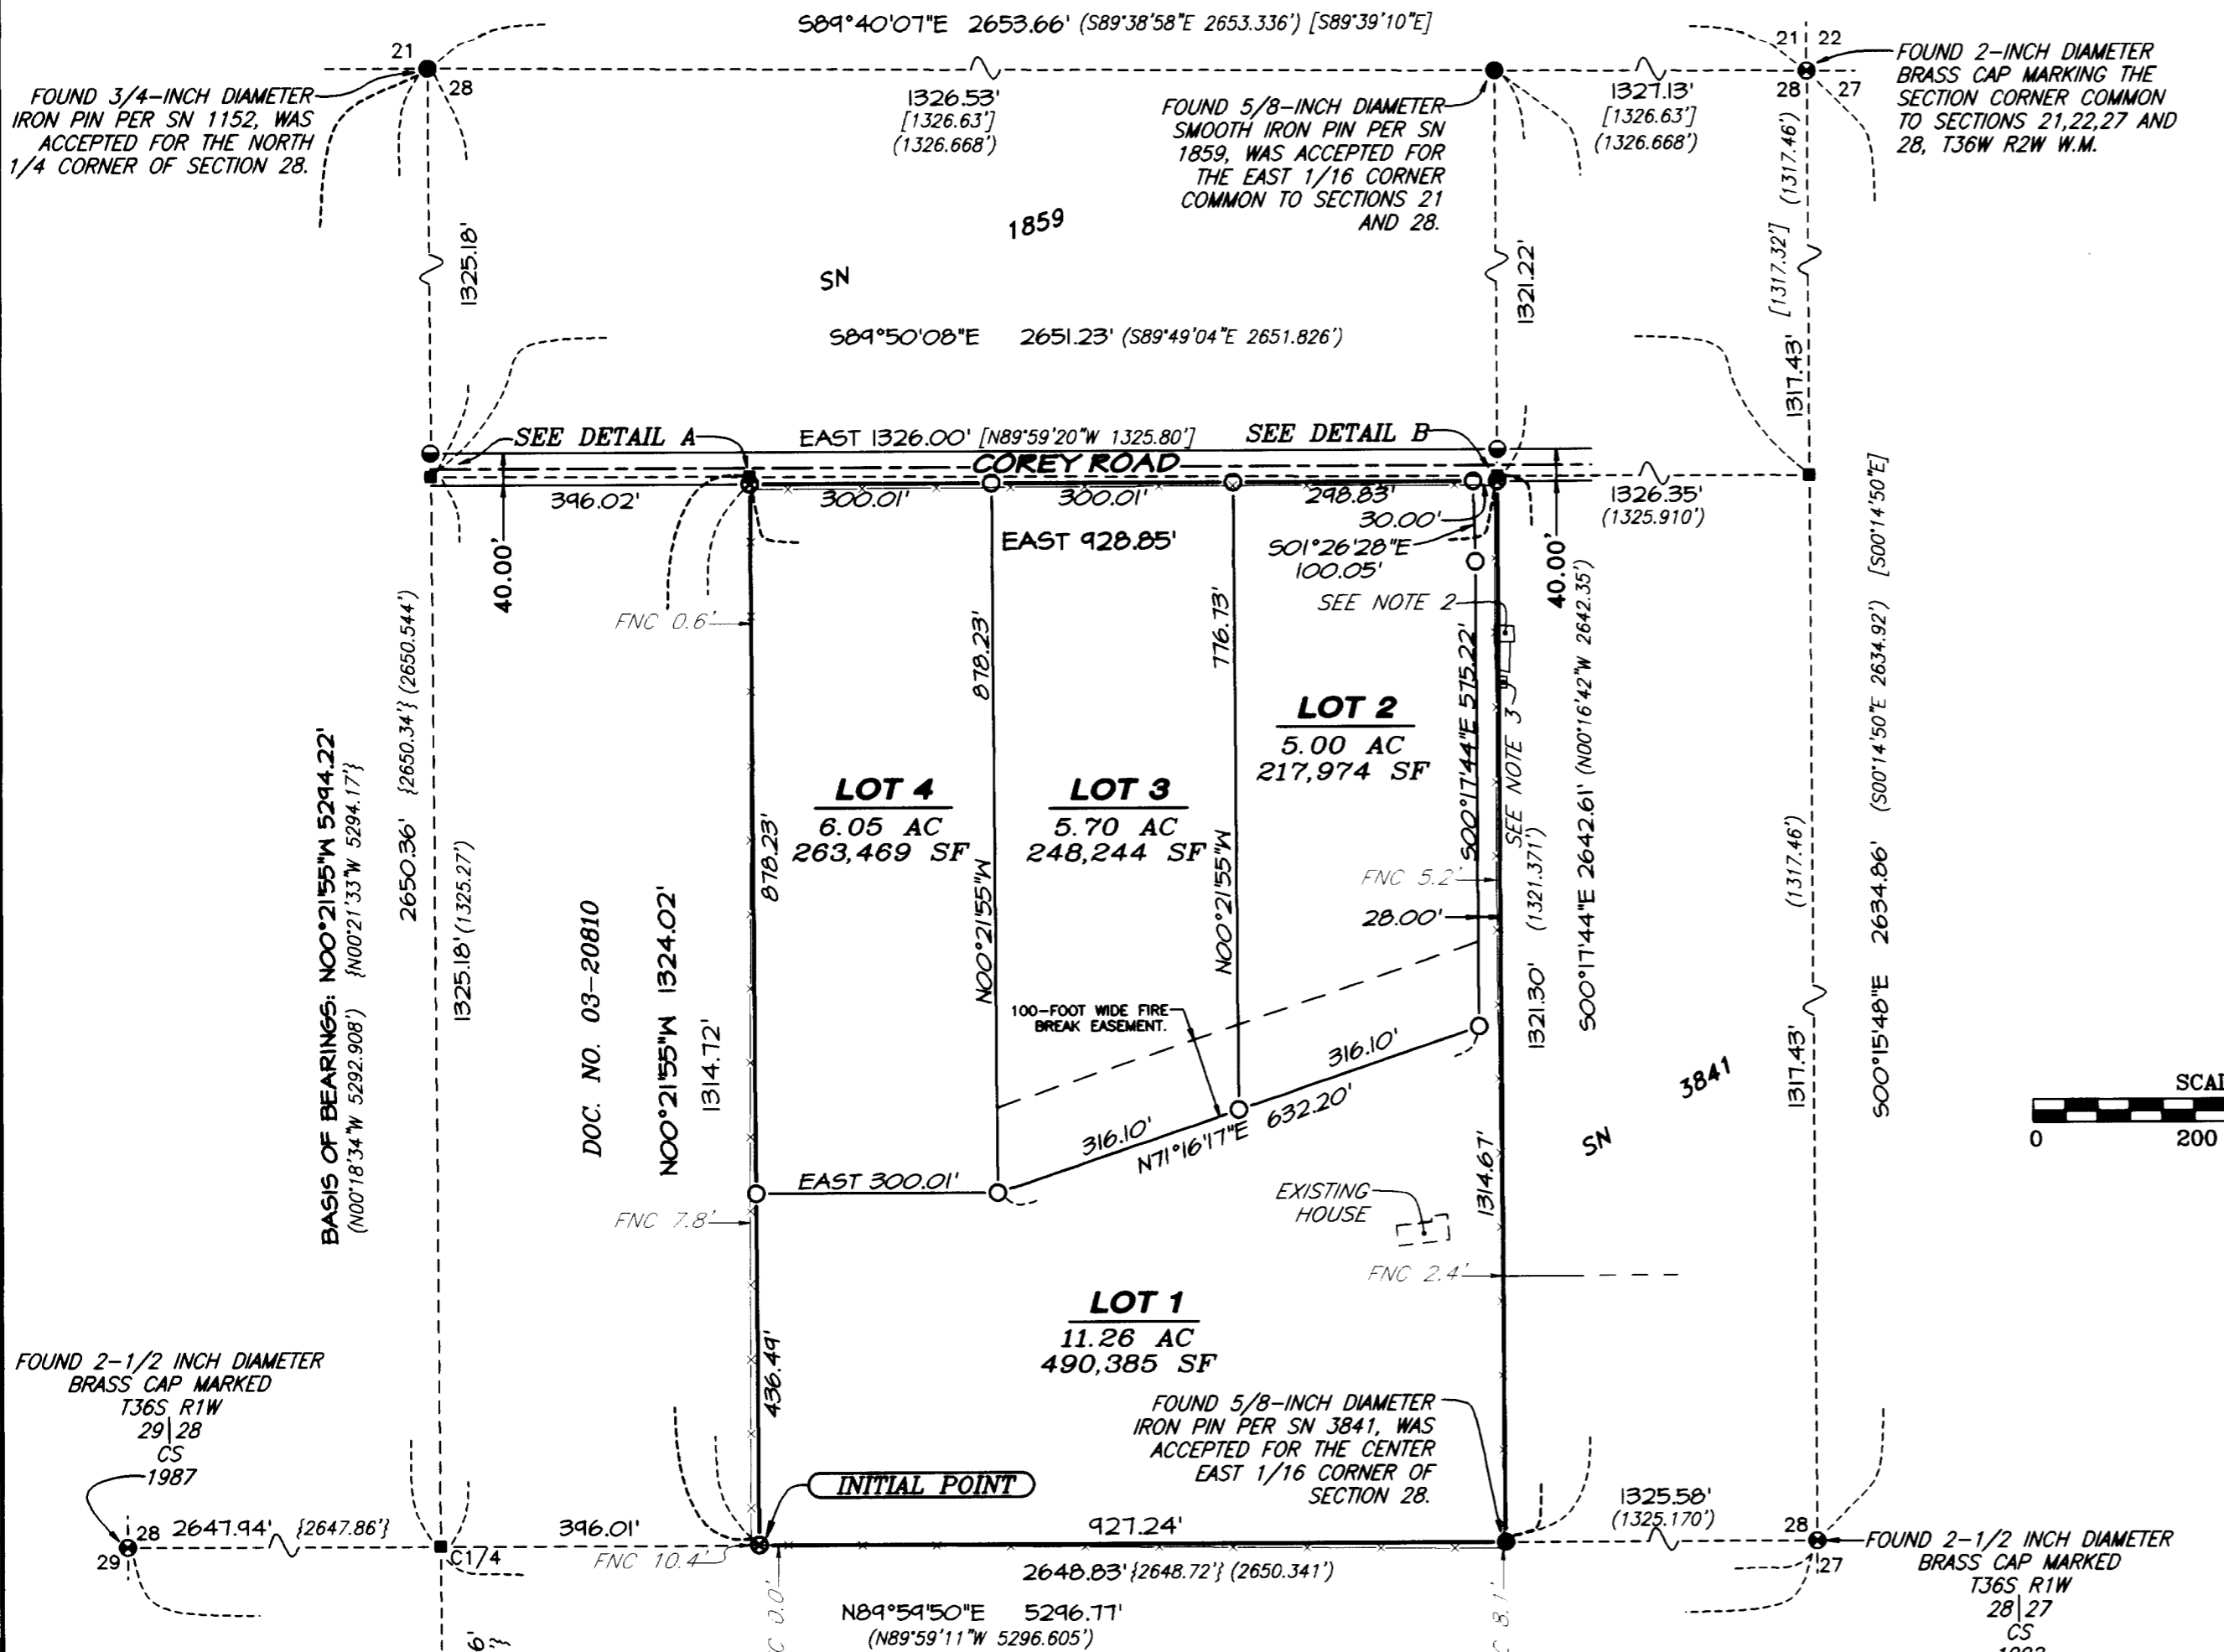 S89°40'07"E 2653.66' (S89°38'58"E 2653.336') [S89°39'10"E]
21
28
21 22
28 27
FOUND 3/4-INCH DIAMETER
IRON PIN PER SN 1152, WAS
ACCEPTED FOR THE NORTH
1/4 CORNER OF SECTION 28.
1326.53'
[1326.63']
(1326.668')
FOUND 5/8-INCH DIAMETER
SMOOTH IRON PIN PER SN
1859, WAS ACCEPTED FOR
THE EAST 1/16 CORNER
COMMON TO SECTIONS 21
AND 28.
1327.13'
[1326.63']
(1326.668')
FOUND 2-INCH DIAMETER
BRASS CAP MARKING THE
SECTION CORNER COMMON
TO SECTIONS 21,22,27 AND
28, T36W R2W W.M.
1325.18'
SN 1859
1321.22'
1317.43' [1317.32'] (1317.46')
S89°50'08"E 2651.23' (S89°49'04"E 2651.826')
SEE DETAIL A
EAST 1326.00' [N89°59'20"W 1325.80']
SEE DETAIL B
COREY ROAD
396.02'
300.01'
300.01'
298.83'
30.00'
1326.35'
(1325.910')
40.00'
EAST 928.85'
S01°26'28"E
100.05'
40.00'
SEE NOTE 2
FNC 0.6'
878.23'
776.73'
S00°17'44"E 575.22'
SEE NOTE 3
LOT 2
5.00 AC
217,974 SF
LOT 4
6.05 AC
263,469 SF
LOT 3
5.70 AC
248,244 SF
878.23'
N00°21'55"W
N00°21'55"W
FNC 5.2'
28.00'
BASIS OF BEARINGS: N00°21'55"W 5294.22'
(N00°18'34"W 5292.908') {N00°21'33"W 5294.17'}
2650.36' {2650.34'} (2650.544')
1325.18' (1325.27')
DOC. NO. 03-20810
N00°21'55"W 1324.02'
1314.72'
1321.30' (1321.371')
S00°17'44"E 2642.61' (N00°16'42"W 2642.35')
(1317.46')
1317.43'
S00°15'48"E 2634.86' (S00°14'50"E 2634.92') [S00°14'50"E]
100-FOOT WIDE FIRE
BREAK EASEMENT.
316.10'
316.10'
N71°16'17"E 632.20'
EAST 300.01'
FNC 7.8'
SN 3841
0 200
1314.67'
EXISTING
HOUSE
FNC 2.4'
LOT 1
11.26 AC
490,385 SF
436.49'
FOUND 2-1/2 INCH DIAMETER
BRASS CAP MARKED
T36S R1W
29|28
CS
1987
FOUND 5/8-INCH DIAMETER
IRON PIN PER SN 3841, WAS
ACCEPTED FOR THE CENTER
EAST 1/16 CORNER OF
SECTION 28.
INITIAL POINT
28
29
2647.94' {2647.86'}
C1/4
396.01'
FNC 10.4'
927.24'
1325.58'
(1325.170')
28
27
FOUND 2-1/2 INCH DIAMETER
BRASS CAP MARKED
T36S R1W
28|27
CS
2648.83' {2648.72'} (2650.341')
N89°59'50"E 5296.77'
(N89°59'11"W 5296.605')
0.0'
8.1'